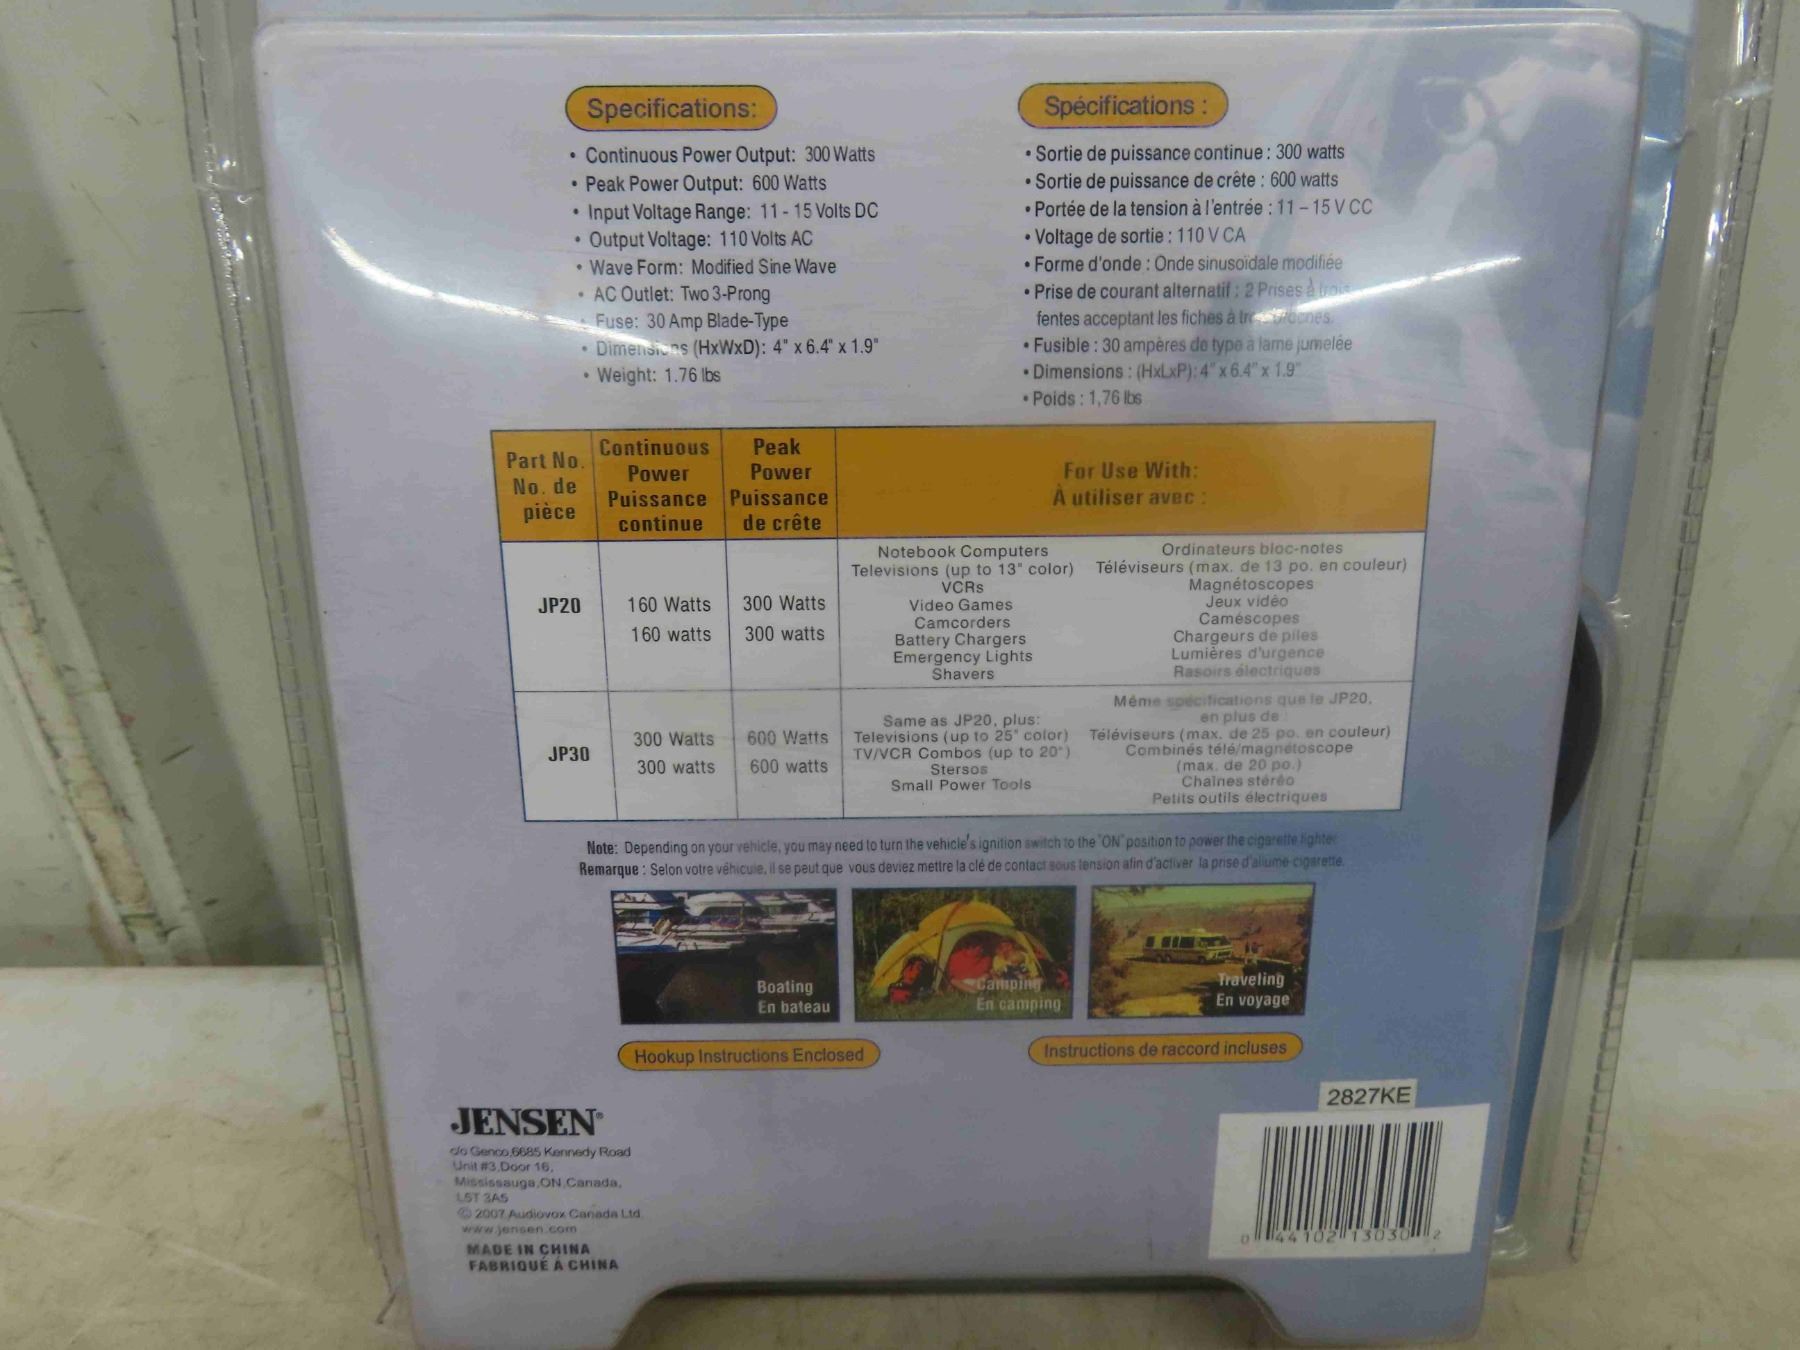 Specifications:
• Continuous Power Output: 300 Watts
• Peak Power Output: 600 Watts
• Input Voltage Range: 11 - 15 Volts DC
• Output Voltage: 110 Volts AC
• Wave Form: Modified Sine Wave
• AC Outlet: Two 3-Prong
• Fuse: 30 Amp Blade-Type
• Dimensions (HxWxD): 4" x 6.4" x 1.9"
• Weight: 1.76 lbs
Spécifications :
• Sortie de puissance continue : 300 watts
• Sortie de puissance de crête : 600 watts
• Portée de la tension à l'entrée : 11 – 15 V CC
• Voltage de sortie : 110 V CA
• Forme d'onde : Onde sinusoïdale modifiée
• Prise de courant alternatif : 2 Prises à trois
fentes acceptant les fiches à broches.
• Fusible : 30 ampères de type à lame jumelée
• Dimensions : (HxLxP): 4" x 6.4" x 1.9"
• Poids : 1,76 lbs
Part No.
No. de
pièce
Continuous
Power
Puissance
continue
Peak
Power
Puissance
de crête
For Use With:
À utiliser avec :
JP20
160 Watts
160 watts
300 Watts
300 watts
Notebook Computers
Televisions (up to 13" color)
VCRs
Video Games
Camcorders
Battery Chargers
Emergency Lights
Shavers
Ordinateurs bloc-notes
Téléviseurs (max. de 13 po. en couleur)
Magnétoscopes
Jeux vidéo
Caméscopes
Chargeurs de piles
Lumières d'urgence
Rasoirs électriques
JP30
300 Watts
300 watts
600 Watts
600 watts
Same as JP20, plus:
Televisions (up to 25" color)
TV/VCR Combos (up to 20")
Stersos
Small Power Tools
Même spécifications que le JP20,
en plus de :
Téléviseurs (max. de 25 po. en couleur)
Combinés télé/magnétoscope
(max. de 20 po.)
Chaînes stéréo
Petits outils électriques
Note: Depending on your vehicle, you may need to turn the vehicle's ignition switch to the "ON" position to power the cigarette lighter
Remarque : Selon votre véhicule, il se peut que vous deviez mettre la clé de contact sous tension afin d'activer la prise d'allume-cigarette.
Boating
En bateau
Camping
En camping
Traveling
En voyage
Hookup Instructions Enclosed
Instructions de raccord incluses
JENSEN®
c/o Genco,6685 Kennedy Road
Unit #3,Door 16,
Mississauga,ON,Canada,
L5T 3A5
© 2007 Audiovox Canada Ltd.
www.jensen.com
MADE IN CHINA
FABRIQUÉ À CHINA
2827KE
0 44102 13030 2